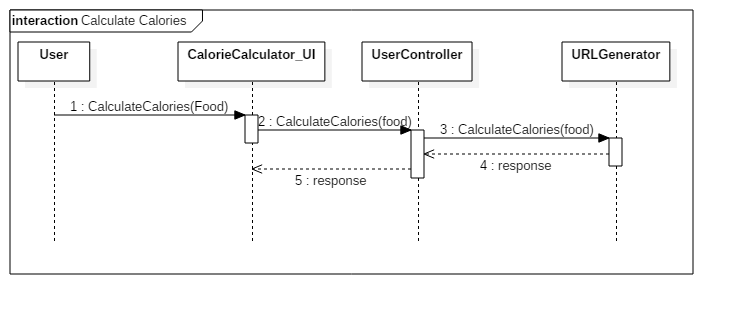 interaction Calculate Calories
User
CalorieCalculator_UI
UserController
URLGenerator
1 : CalculateCalories(Food)
2 : CalculateCalories(food)
3 : CalculateCalories(food)
4 : response
5 : response